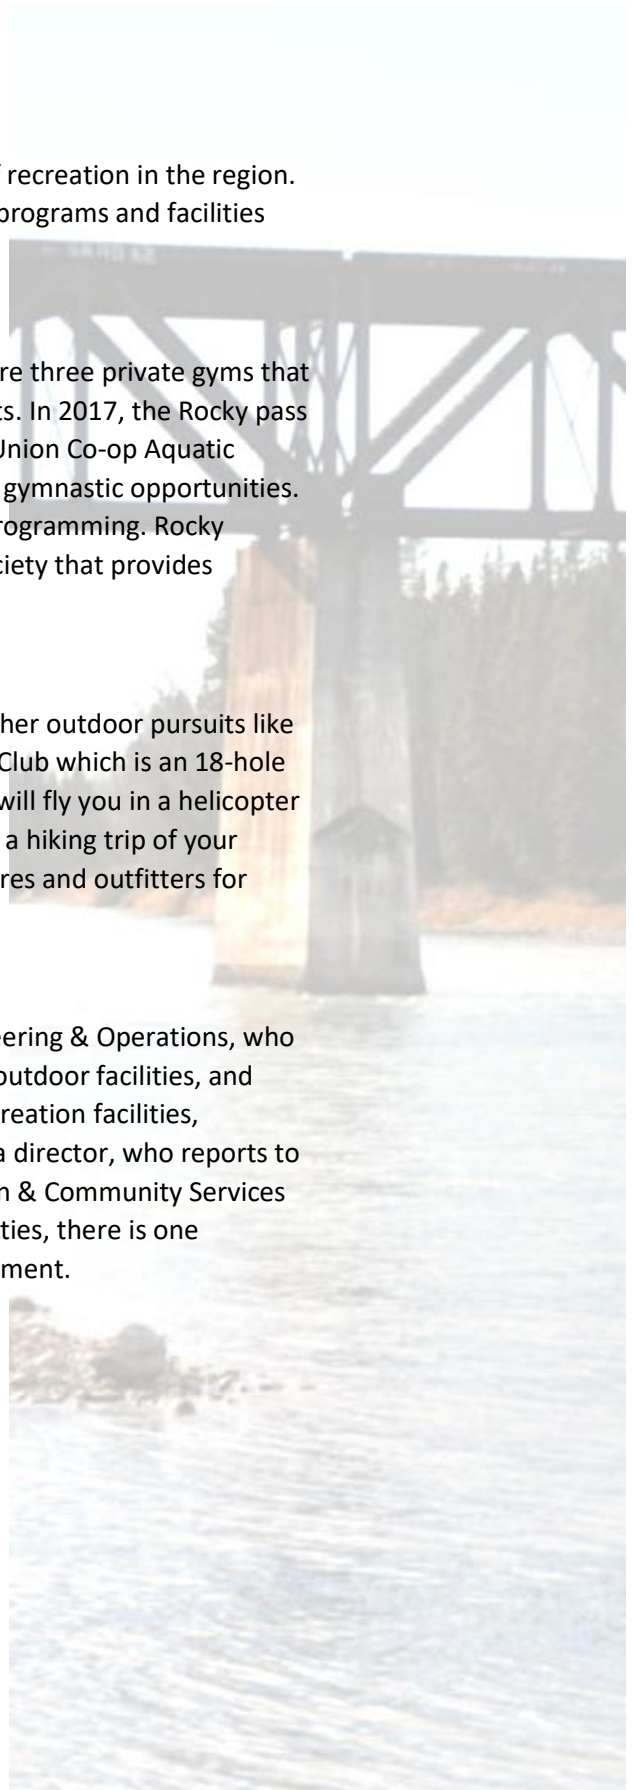 recreation in the region.
programs and facilities
re three private gyms that
ts. In 2017, the Rocky pass
Union Co-op Aquatic
gymnastic opportunities.
rogramming. Rocky
ciety that provides
her outdoor pursuits like
Club which is an 18-hole
will fly you in a helicopter
a hiking trip of your
res and outfitters for
eering & Operations, who
outdoor facilities, and
reation facilities,
a director, who reports to
n & Community Services
ties, there is one
ment.